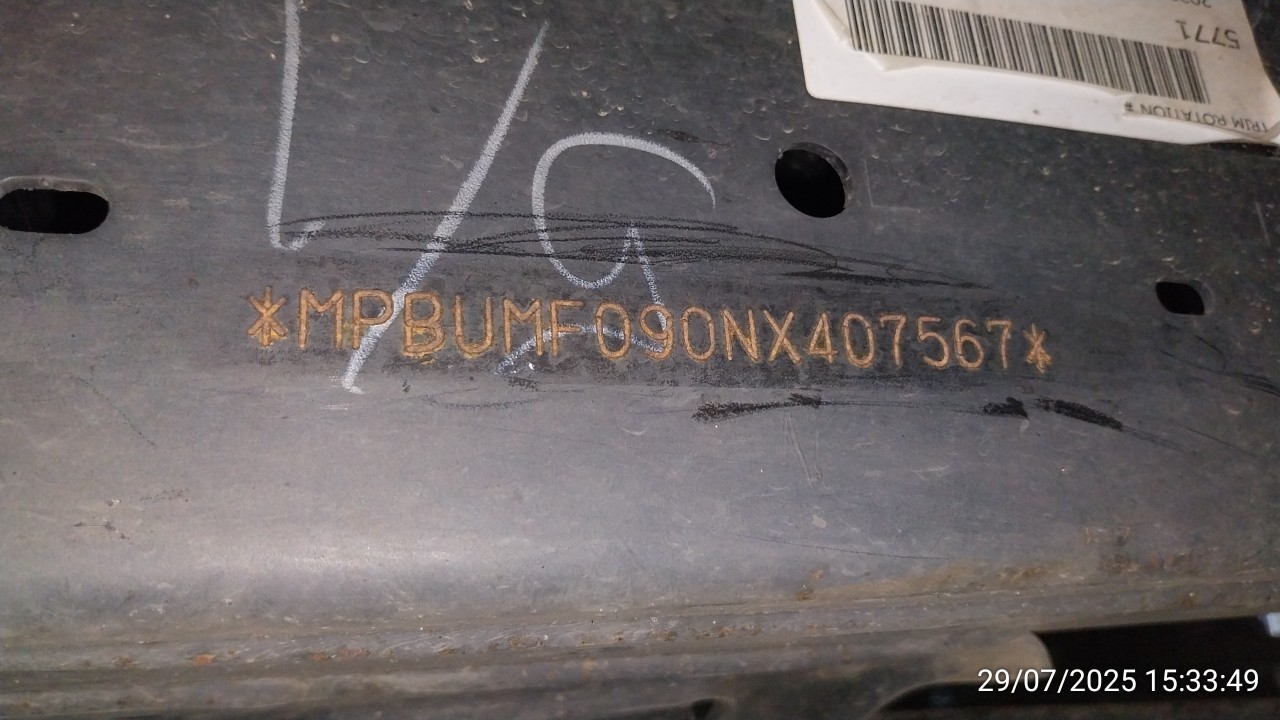 5771
TRIM ROTATION #
*MPBUMF090NX407567*
29/07/2025 15:33:49